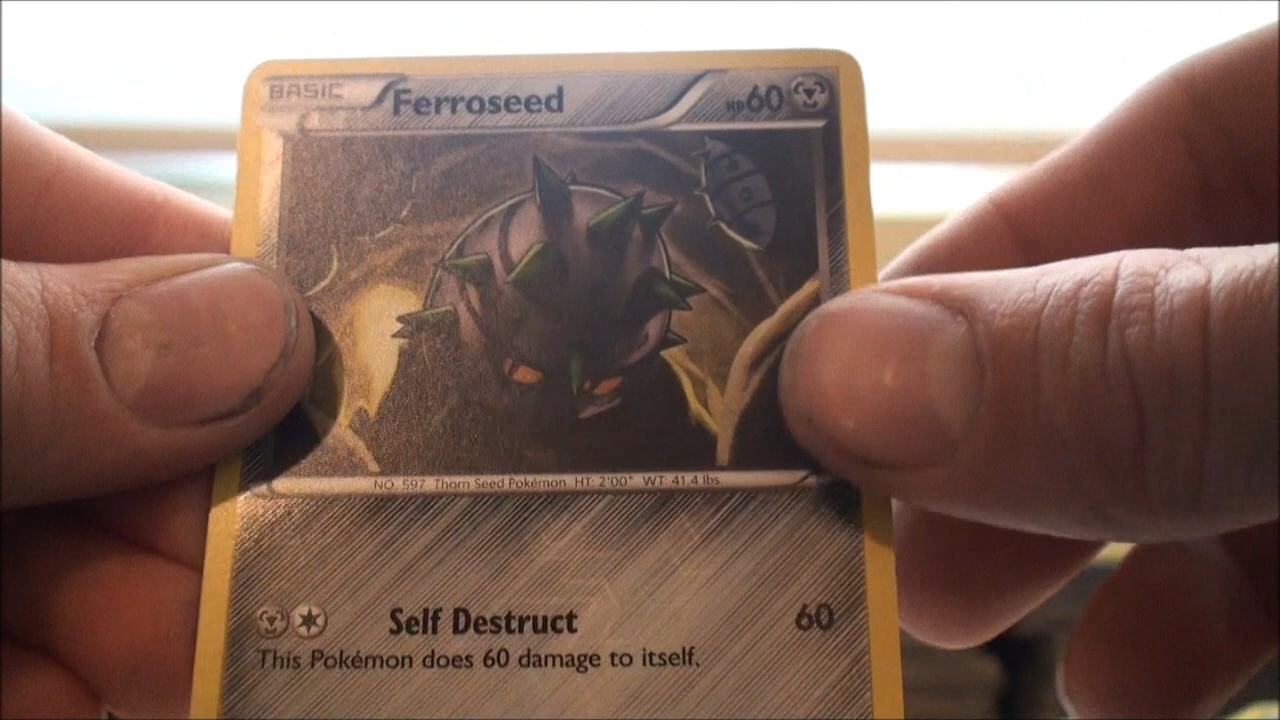 BASIC Ferroseed HP60
NO. 597 Thorn Seed Pokémon HT: 2'00" WT: 41.4 lbs
Self Destruct 60
This Pokémon does 60 damage to itself.